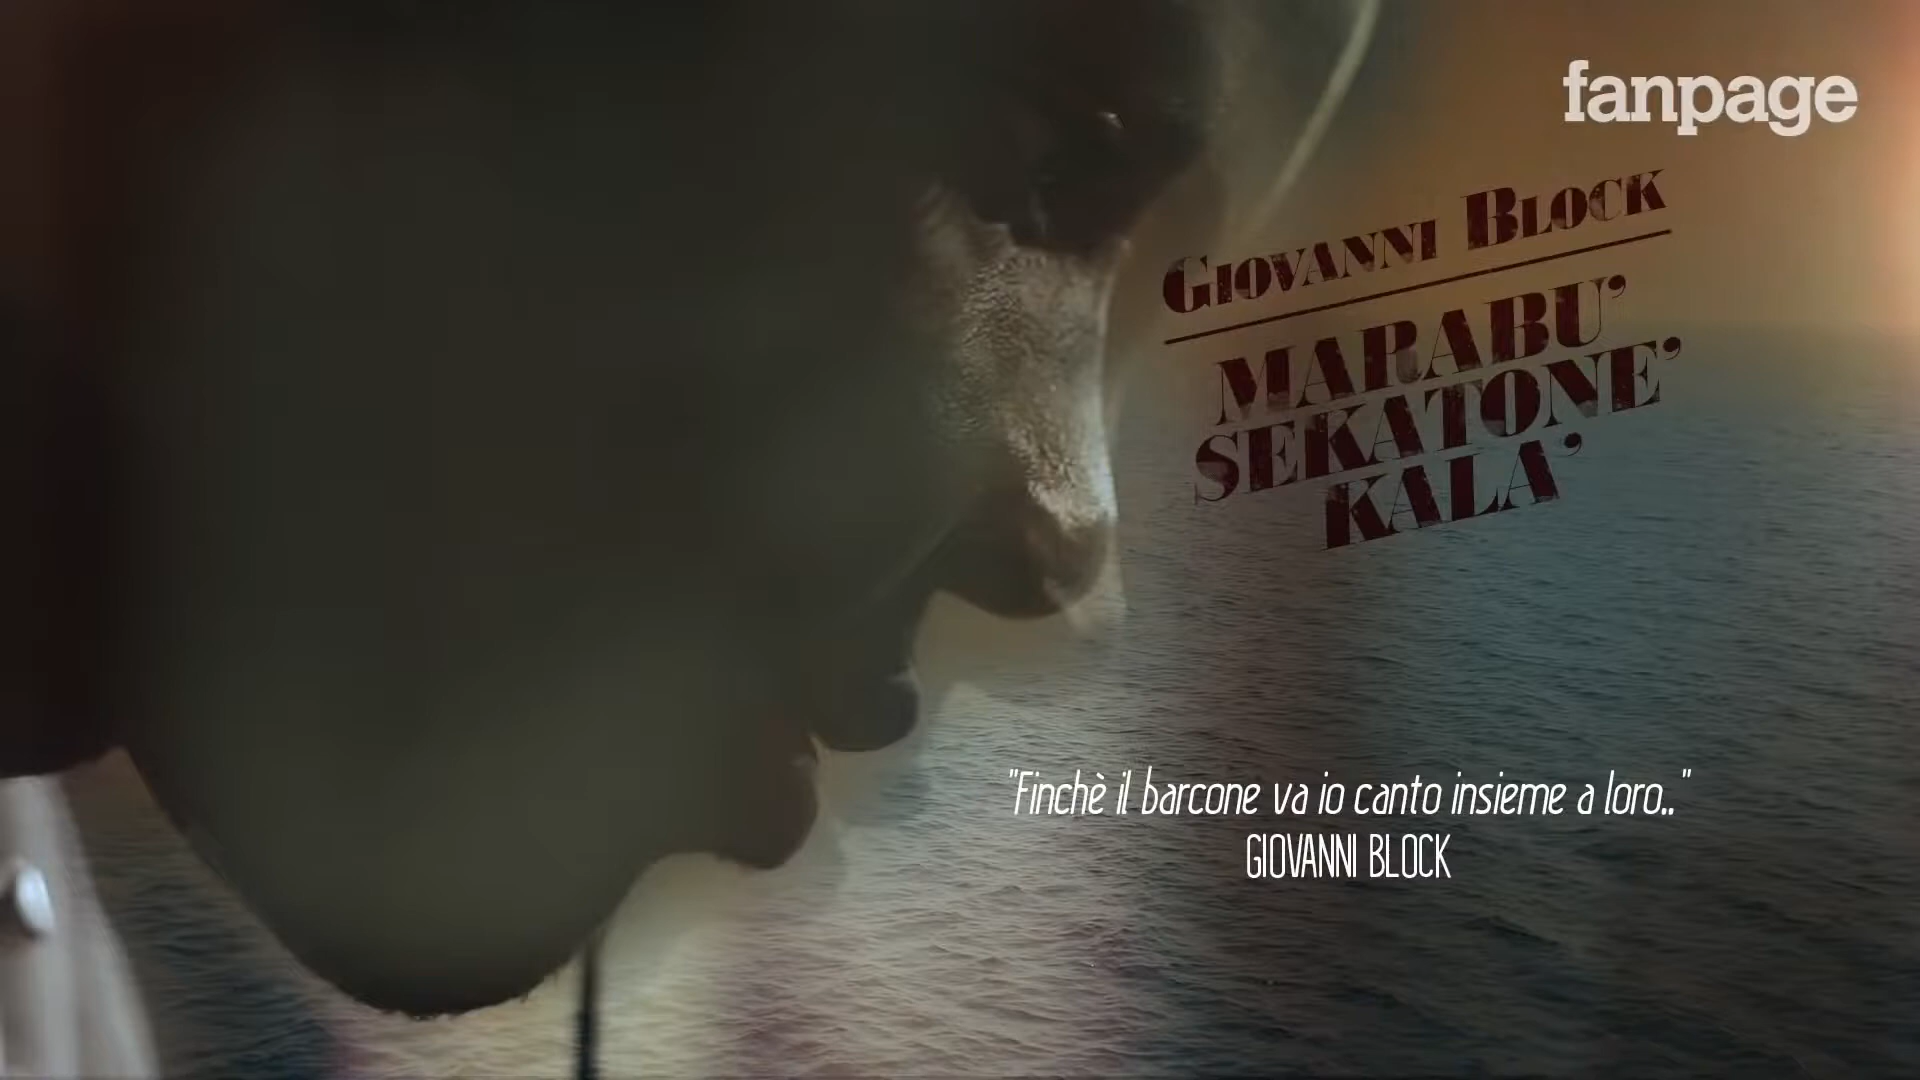 fanpage
GIOVANNI BLOCK
MARABU'
SEKATONE'
KALA'
"Finchè il barcone va io canto insieme a loro.."
GIOVANNI BLOCK